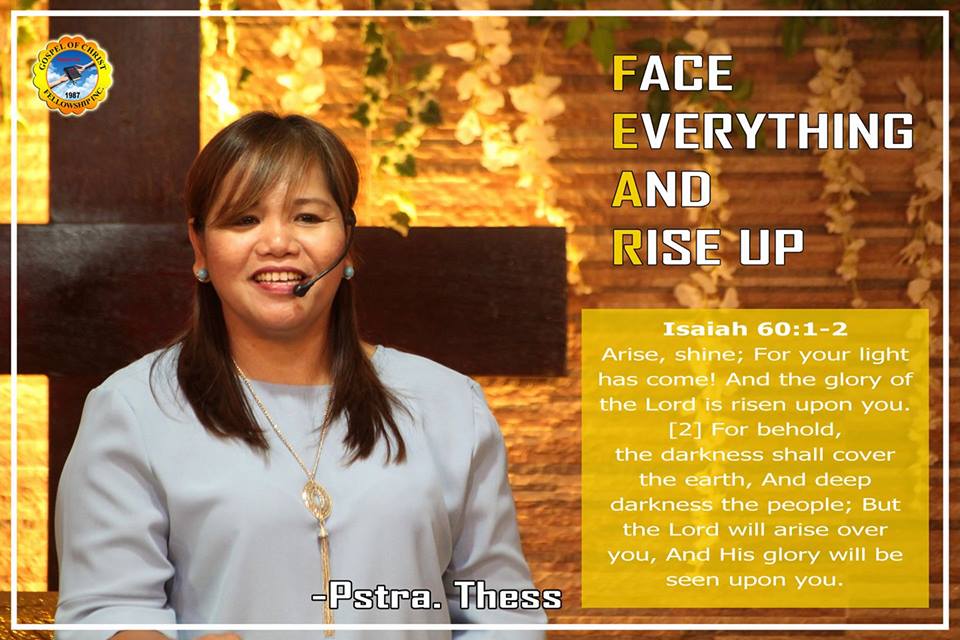 GOSPEL OF CHRIST
1987
FELLOWSHIP INC.
FACE
EVERYTHING
AND
RISE UP
Isaiah 60:1-2
Arise, shine; For your light
has come! And the glory of
the Lord is risen upon you.
[2] For behold,
the darkness shall cover
the earth, And deep
darkness the people; But
the Lord will arise over
you, And His glory will be
seen upon you.
-Pstra. Thess